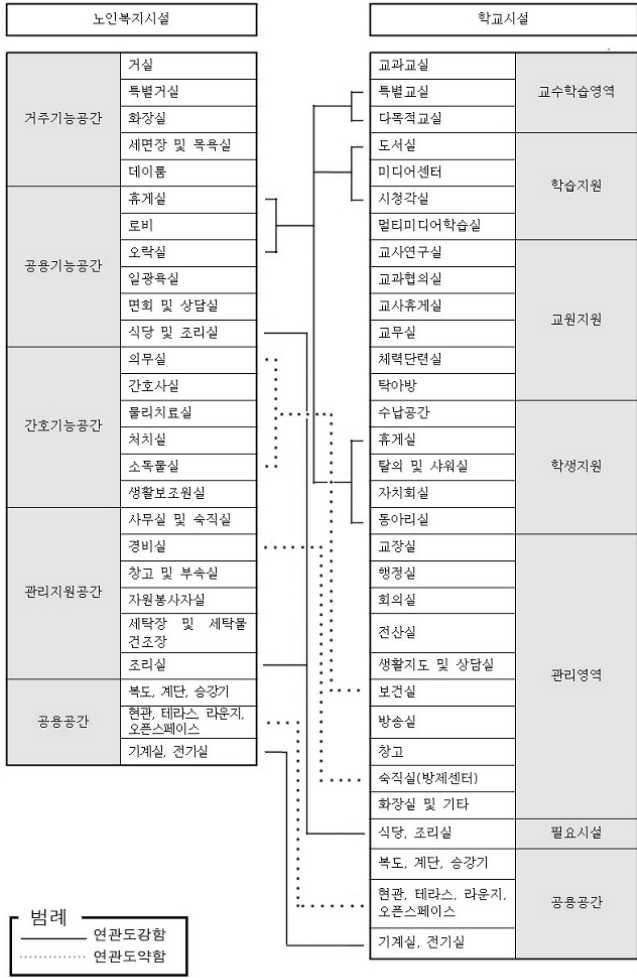 노인복지시설
학교시설
거주기능공간
거실
특별거실
화장실
세면장 및 목욕실
데이룸
공용기능공간
휴게실
로비
오락실
일광욕실
면회 및 상담실
식당 및 조리실
간호기능공간
의무실
간호사실
물리치료실
처치실
소독물실
생활보조원실
관리지원공간
사무실 및 숙직실
경비실
창고 및 부속실
자원봉사자실
세탁장 및 세탁물
건조장
조리실
공용공간
복도, 계단, 승강기
현관, 테라스, 라운지,
오픈스페이스
기계실, 전기실
교과교실
특별교실
다목적교실
교수학습영역
도서실
미디어센터
시청각실
멀티미디어학습실
학습지원
교사연구실
교과협의실
교사휴게실
교무실
체력단련실
탁아방
교원지원
수납공간
휴게실
탈의 및 샤워실
자치회실
동아리실
학생지원
교장실
행정실
회의실
전산실
생활지도 및 상담실
보건실
방송실
창고
숙직실(방제센터)
화장실 및 기타
관리영역
식당, 조리실
필요시설
복도, 계단, 승강기
현관, 테라스, 라운지,
오픈스페이스
기계실, 전기실
공용공간
범례
연관도강함
연관도약함